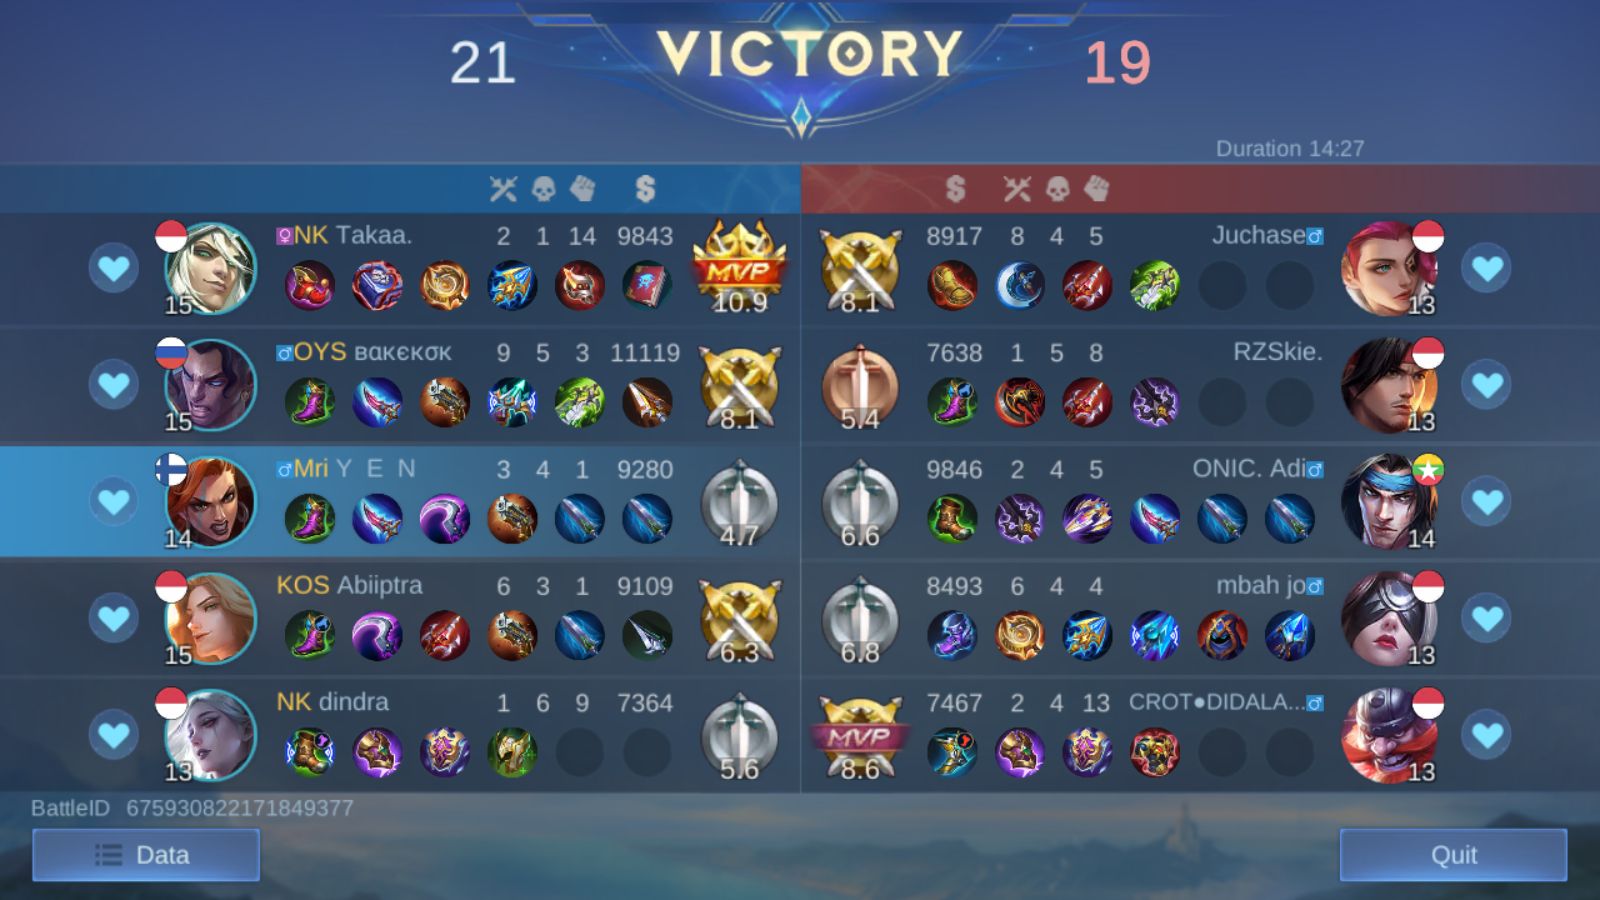 21 VICTORY 19
Duration 14:27
NK Takaa. 2 1 14 9843 MVP 10.9 15
8.1 8917 8 4 5 Juchase 13
OYS вαкєкσк 9 5 3 11119 8.1 15
5.4 7638 1 5 8 RZSkie. 13
Mri Y E N 3 4 1 9280 4.7 14
6.6 9846 2 4 5 ONIC. Adi 14
KOS Abiiptra 6 3 1 9109 6.3 15
6.8 8493 6 4 4 mbah jo 13
NK dindra 1 6 9 7364 5.6 13
MVP 8.6 7467 2 4 13 CROT●DIDALA... 13
BattleID 675930822171849377
Data Quit